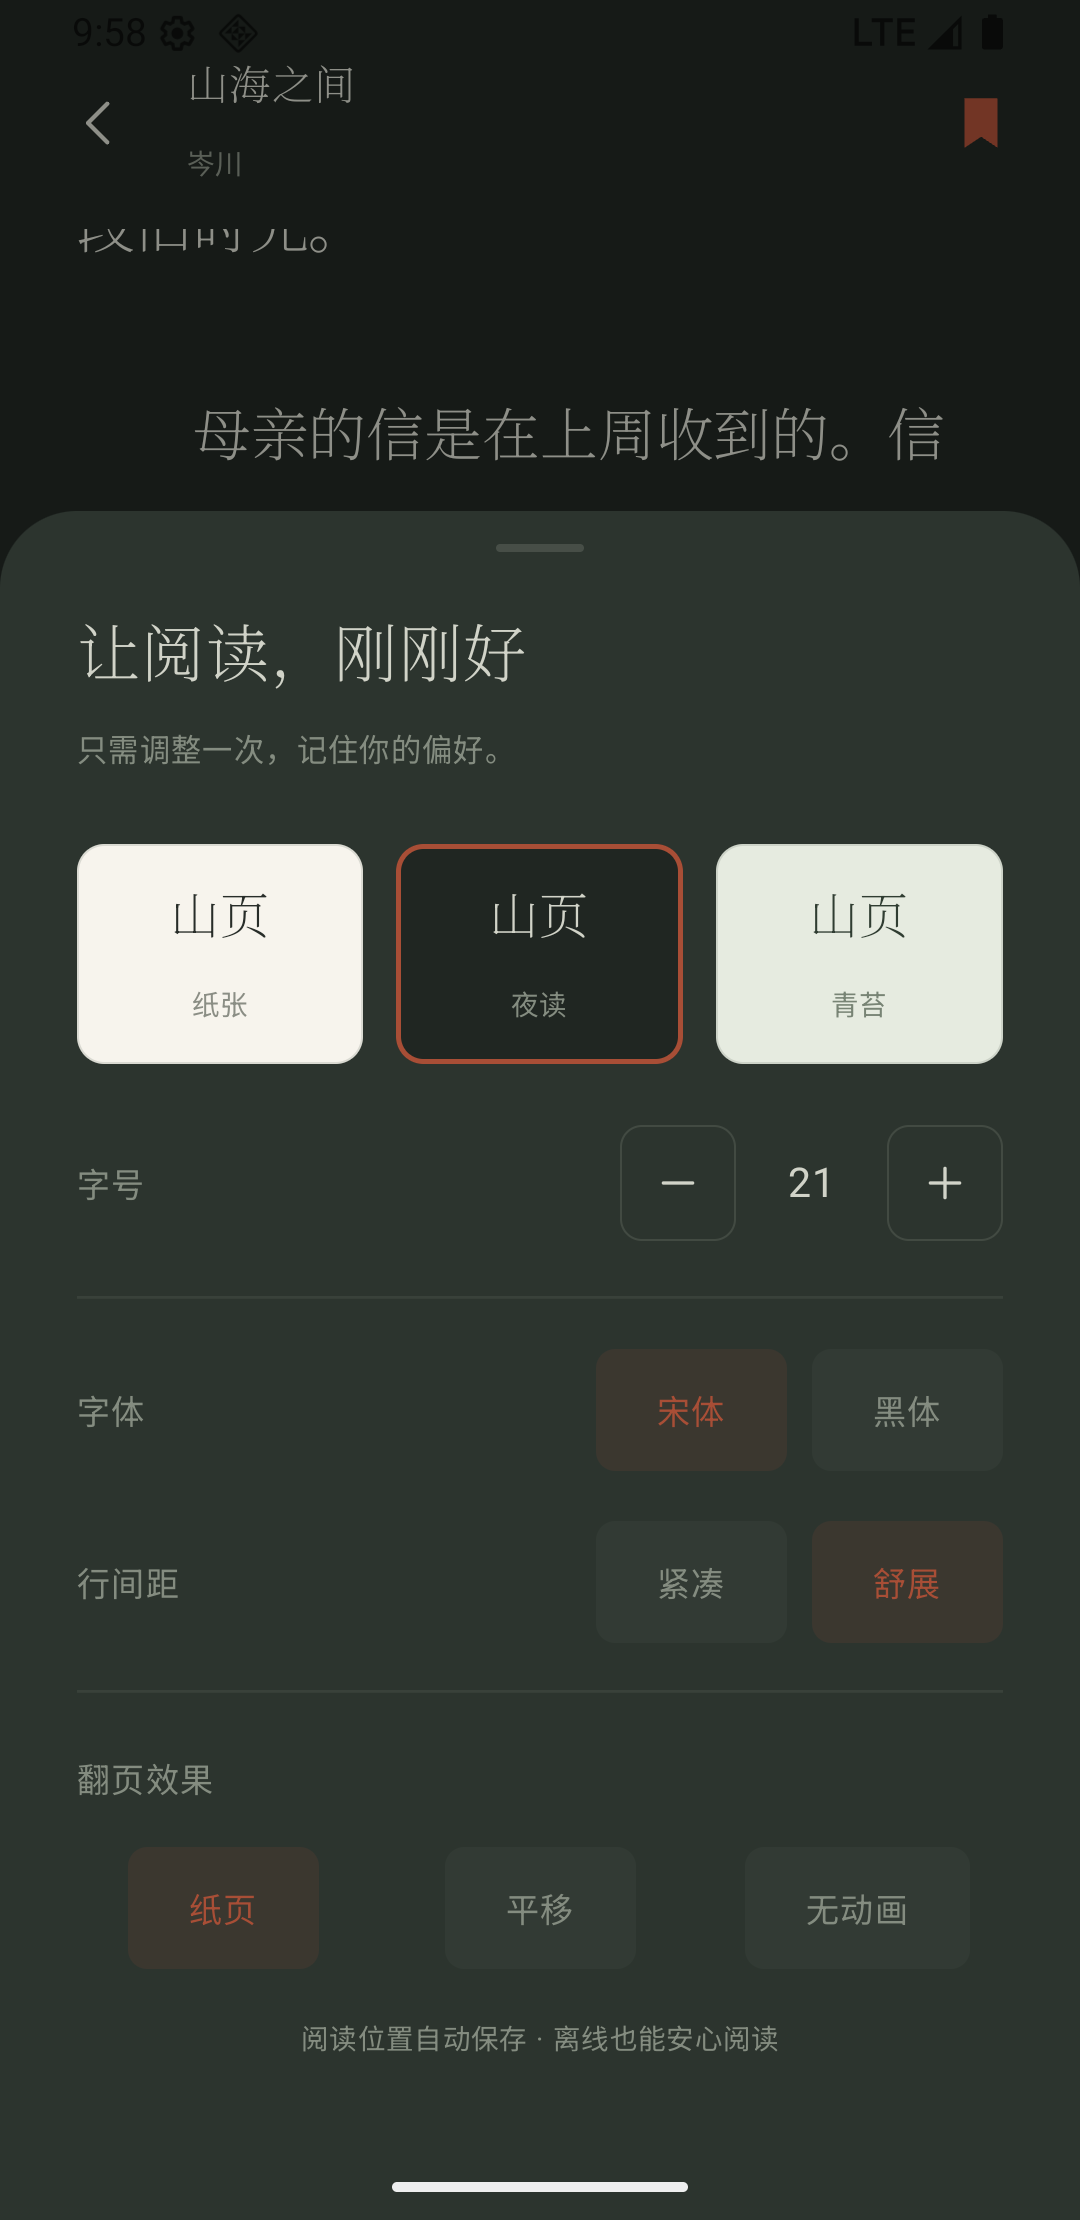 9:58
LTE
山海之间
岑川
母亲的信是在上周收到的。信
让阅读，刚刚好
只需调整一次，记住你的偏好。
山页 山页 山页
纸张 夜读 青苔
字号 21
字体 宋体 黑体
行间距 紧凑 舒展
翻页效果
纸页 平移 无动画
阅读位置自动保存 · 离线也能安心阅读